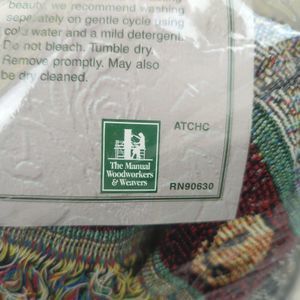 beauty, we recommend washing
separately on gentle cycle using
cold water and a mild detergent.
Do not bleach. Tumble dry.
Remove promptly. May also
be dry cleaned.
ATCHC
The Manual
Woodworkers
& Weavers
RN90630